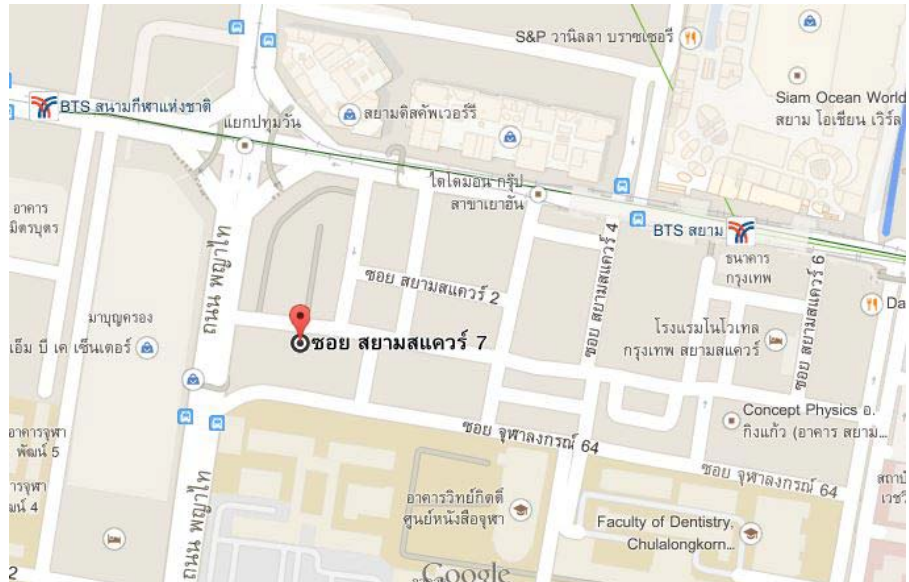 S&P วานิลลา บราซเซอรี
Siam Ocean World
สยาม โอเชียน เวิร์ล
BTS สนามกีฬาแห่งชาติ
แยกปทุมวัน
สยามดิสคัพเวอร์รี่
ไดโดมอน กรุ๊ป
สาขาเยาฮัน
อาคาร
มิตรบุตร
BTS สยาม
ธนาคาร
กรุงเทพ
ถนน พญาไท
ซอย สยามสแควร์ 2
ซอย สยามสแควร์ 4
ซอย สยามสแควร์ 6
Da
มาบุญครอง
เอ็ม บี เค เซ็นเตอร์
ซอย สยามสแควร์ 7
โรงแรมโนโวเทล
กรุงเทพ สยามสแควร์
Concept Physics อ.
กิ่งแก้ว (อาคาร สยาม...
ซอย จุฬาลงกรณ์ 64
ซอย จุฬาลงกรณ์ 64
อาคารจุฬา
พัฒน์ 5
อาคารวิทย์กิตติ์
ศูนย์หนังสือจุฬา
Faculty of Dentistry,
Chulalongkorn...
ถนน พญาไท
Google
2